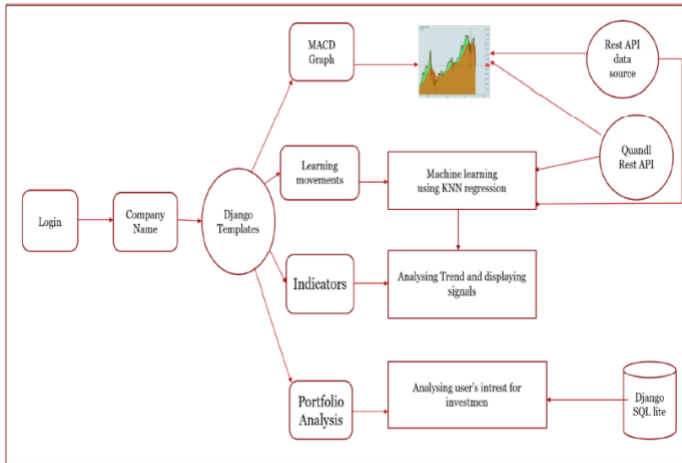 MACD
Graph
Rest API
data
source
Quandl
Rest API
Learning
movements
Machine learning
using KNN regression
Login
Company
Name
Django
Templates
Indicators
Analysing Trend and displaying
signals
Portfolio
Analysis
Analysing user's intrest for
investmen
Django
SQL lite